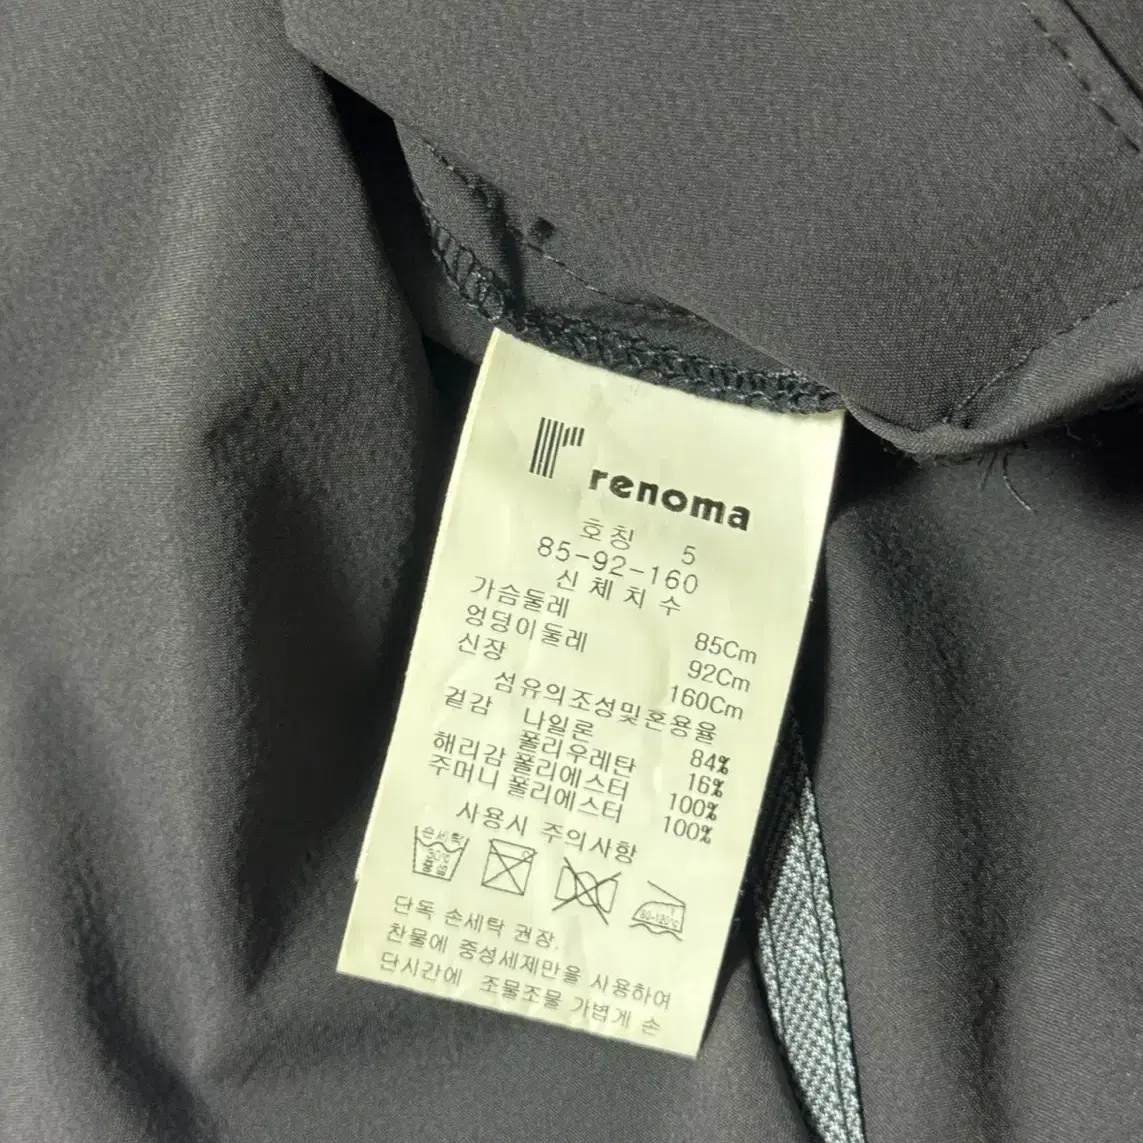 renoma
호칭 5
85-92-160
신체치수
가슴둘레 85Cm
엉덩이둘레 92Cm
신장 160Cm
섬유의조성및혼용율
겉감 나일론 84%
폴리우레탄 16%
해리감 폴리에스터 100%
주머니 폴리에스터 100%
사용시 주의사항
손세탁
80-120℃
단독 손세탁 권장.
찬물에 중성세제만을 사용하여
단시간에 조물조물 가볍게 손